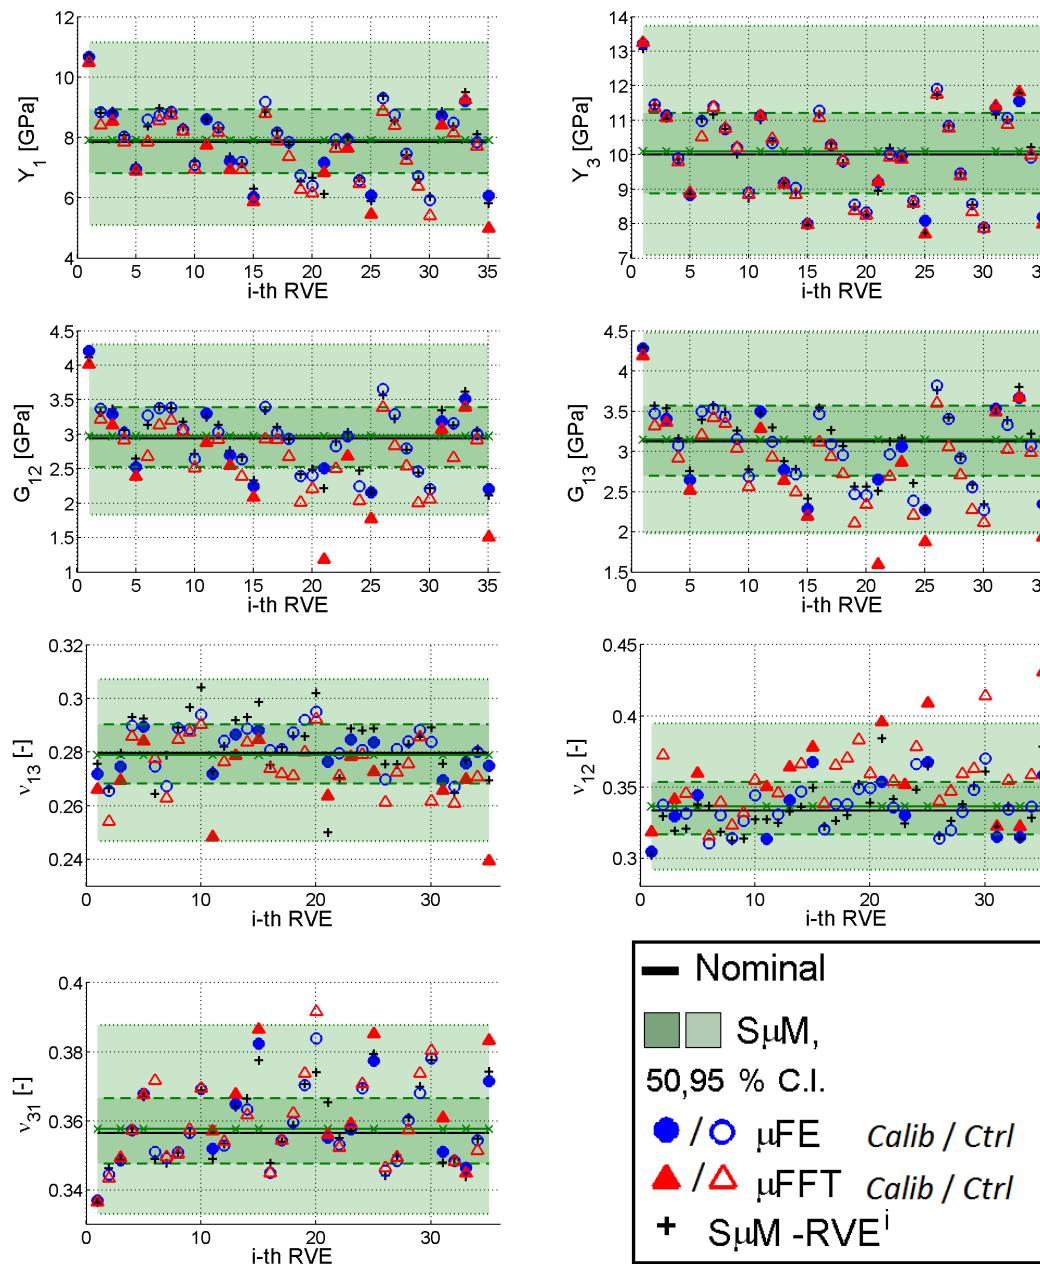 12
10
8
6
4
Y1 [GPa]
0 5 10 15 20 25 30 35
i-th RVE
14
13
12
11
10
9
8
7
Y3 [GPa]
0 10 20 30
i-th RVE
4.5
4
3.5
3
2.5
2
1.5
1
G12 [GPa]
0 5 10 15 20 25 30 35
i-th RVE
4.5
4
3.5
3
2.5
2
1.5
G13 [GPa]
0 10 20 30
i-th RVE
0.32
0.3
0.28
0.26
0.24
ν13 [-]
0 10 20 30
i-th RVE
0.45
0.4
0.35
0.3
ν12 [-]
0 10 20 30
i-th RVE
0.4
0.38
0.36
0.34
ν31 [-]
0 10 20 30
i-th RVE
Nominal
SμM,
50,95 % C.I.
/ μFE Calib / Ctrl
/ μFFT Calib / Ctrl
+ SμM -RVEi